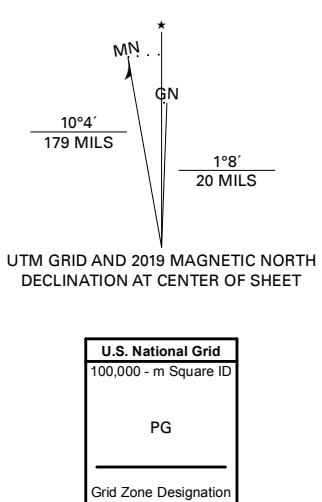 ★
MN
GN
10°4´
179 MILS
1°8´
20 MILS
UTM GRID AND 2019 MAGNETIC NORTH
DECLINATION AT CENTER OF SHEET
U.S. National Grid
100,000 - m Square ID
PG
Grid Zone Designation